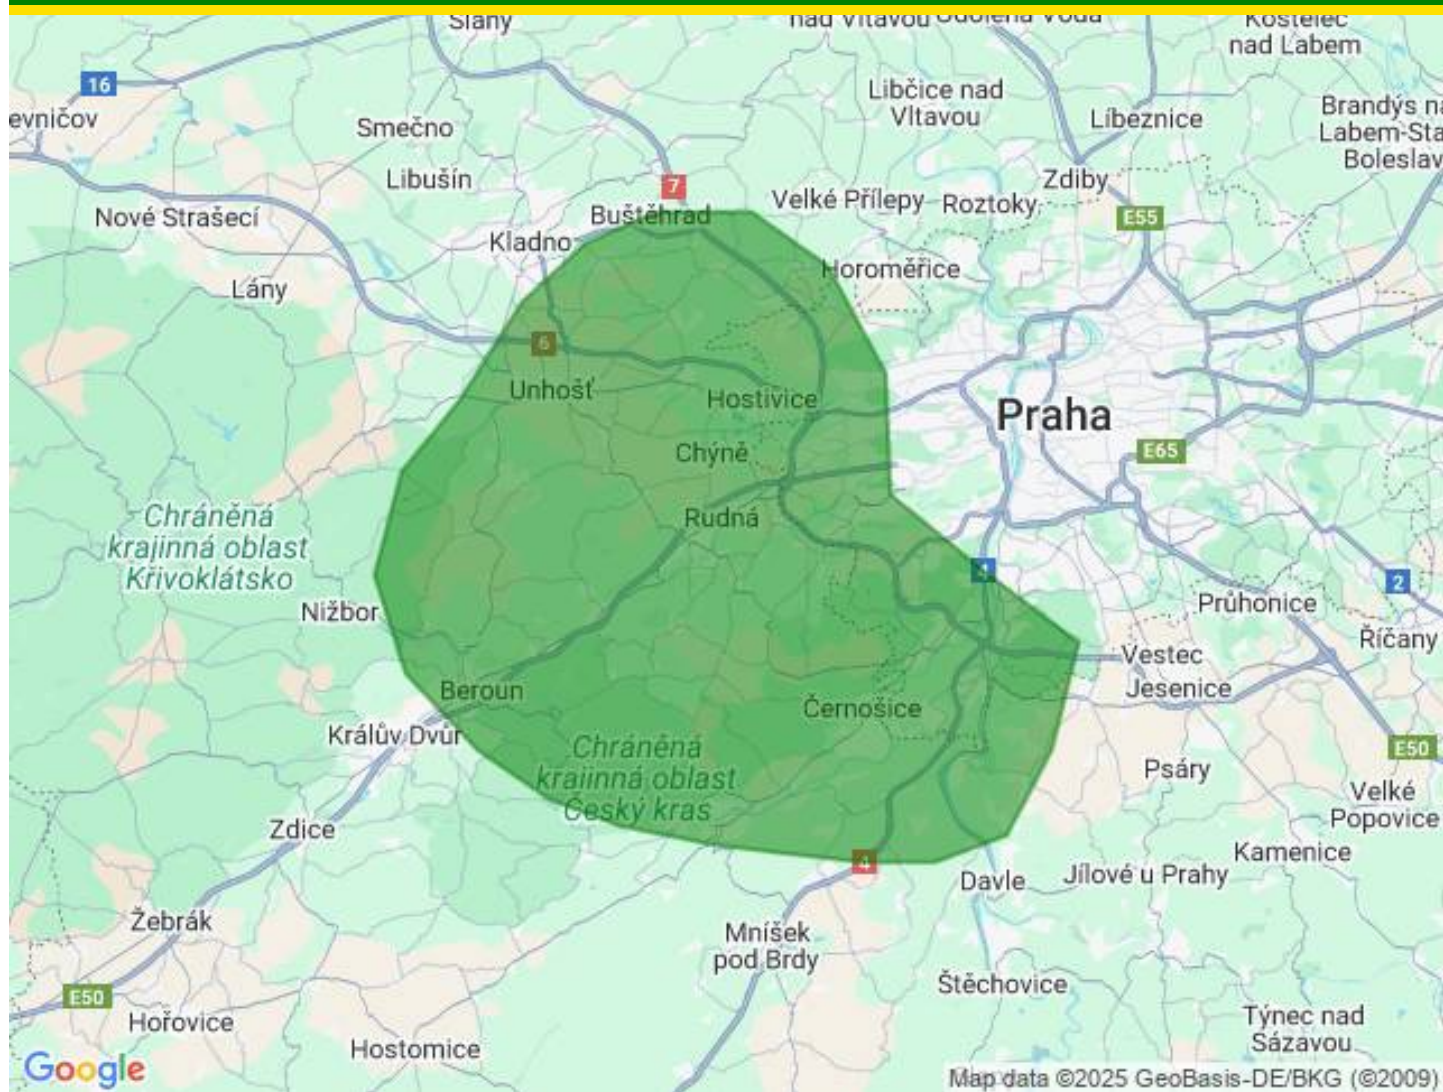 Slaný
nad Vltavou
Odolena Voda
Kostelec
nad Labem
16
Libčice nad
Vltavou
Líbeznice
Brandýs na
Labem-Sta
Boleslav
evničov
Smečno
Libušín
7
Zdiby
Velké Přílepy
Roztoky
Nové Strašecí
Buštěhrad
E55
Kladno
Horoměřice
Lány
6
Unhošť
Hostivice
Praha
Chýně
E65
Chráněná
krajinná oblast
Křivoklátsko
Rudná
4
2
Nižbor
Průhonice
Říčany
Vestec
Jesenice
Beroun
Černošice
Králův Dvůr
Chráněná
krajinná oblast
Český kras
E50
Psáry
Velké
Popovice
Zdice
Kamenice
4
Davle
Jílové u Prahy
Žebrák
Mníšek
pod Brdy
Štěchovice
E50
Hořovice
Týnec nad
Sázavou
Hostomice
Google
Map data ©2025 GeoBasis-DE/BKG (©2009)